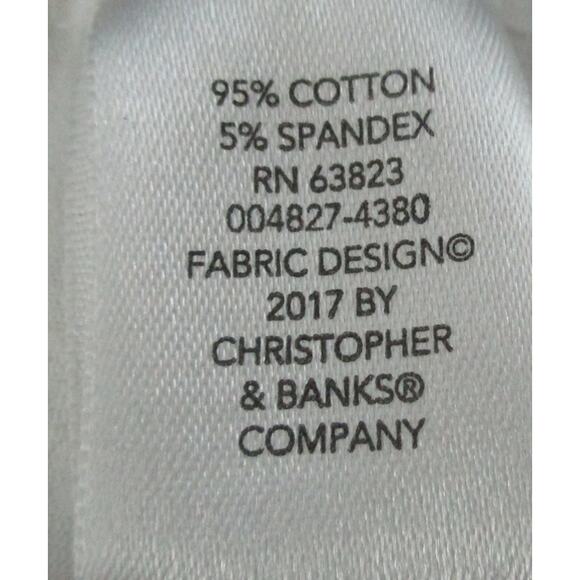 95% COTTON
5% SPANDEX
RN 63823
004827-4380
FABRIC DESIGN©
2017 BY
CHRISTOPHER
& BANKS®
COMPANY